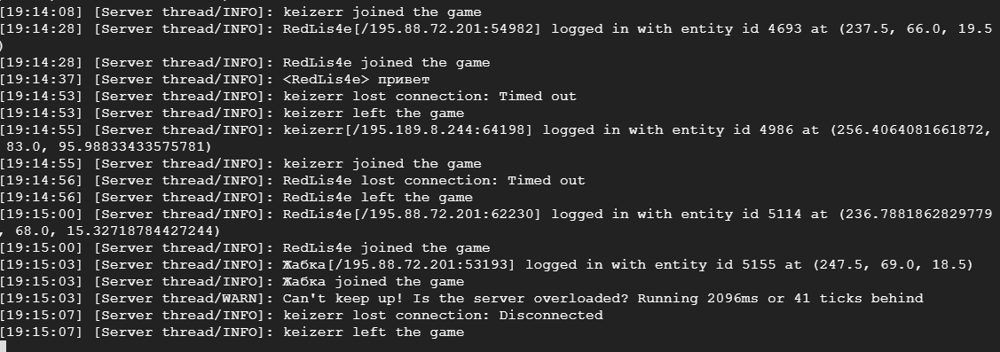 [19:14:08] [Server thread/INFO]: keizerr joined the game
[19:14:28] [Server thread/INFO]: RedLis4e[/195.88.72.201:54982] logged in with entity id 4693 at (237.5, 66.0, 19.5
)
[19:14:28] [Server thread/INFO]: RedLis4e joined the game
[19:14:37] [Server thread/INFO]: <RedLis4e> привет
[19:14:53] [Server thread/INFO]: keizerr lost connection: Timed out
[19:14:53] [Server thread/INFO]: keizerr left the game
[19:14:55] [Server thread/INFO]: keizerr[/195.189.8.244:64198] logged in with entity id 4986 at (256.4064081661872,
 83.0, 95.98833433575781)
[19:14:55] [Server thread/INFO]: keizerr joined the game
[19:14:56] [Server thread/INFO]: RedLis4e lost connection: Timed out
[19:14:56] [Server thread/INFO]: RedLis4e left the game
[19:15:00] [Server thread/INFO]: RedLis4e[/195.88.72.201:62230] logged in with entity id 5114 at (236.7881862829779
, 68.0, 15.32718784427244)
[19:15:00] [Server thread/INFO]: RedLis4e joined the game
[19:15:03] [Server thread/INFO]: Жабка[/195.88.72.201:53193] logged in with entity id 5155 at (247.5, 69.0, 18.5)
[19:15:03] [Server thread/INFO]: Жабка joined the game
[19:15:03] [Server thread/WARN]: Can't keep up! Is the server overloaded? Running 2096ms or 41 ticks behind
[19:15:07] [Server thread/INFO]: keizerr lost connection: Disconnected
[19:15:07] [Server thread/INFO]: keizerr left the game